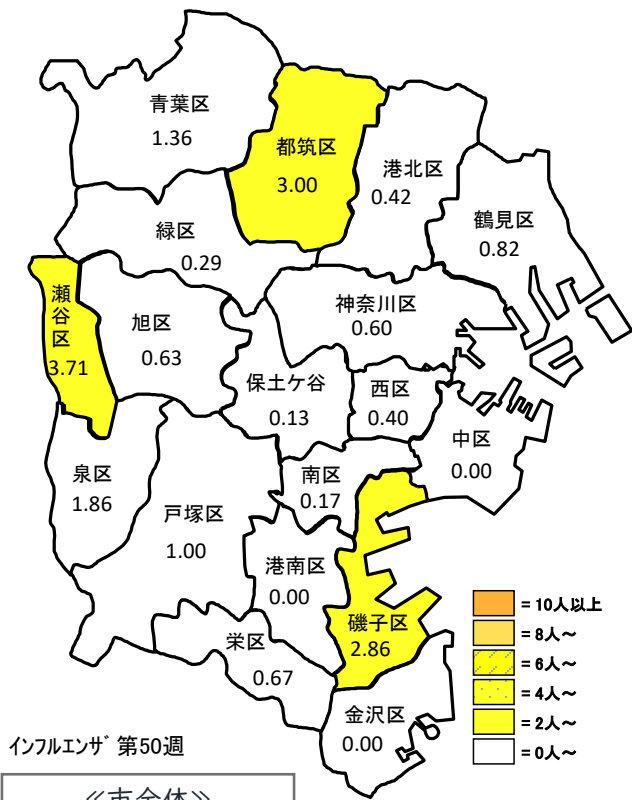 青葉区
1.36
都筑区
3.00
港北区
0.42
鶴見区
0.82
緑区
0.29
瀬谷区
3.71
旭区
0.63
神奈川区
0.60
保土ケ谷
0.13
西区
0.40
中区
0.00
泉区
1.86
戸塚区
1.00
南区
0.17
港南区
0.00
磯子区
2.86
栄区
0.67
金沢区
0.00
= 10人以上
= 8人～
= 6人～
= 4人～
= 2人～
= 0人～
インフルエンザ 第50週
≪市全体≫